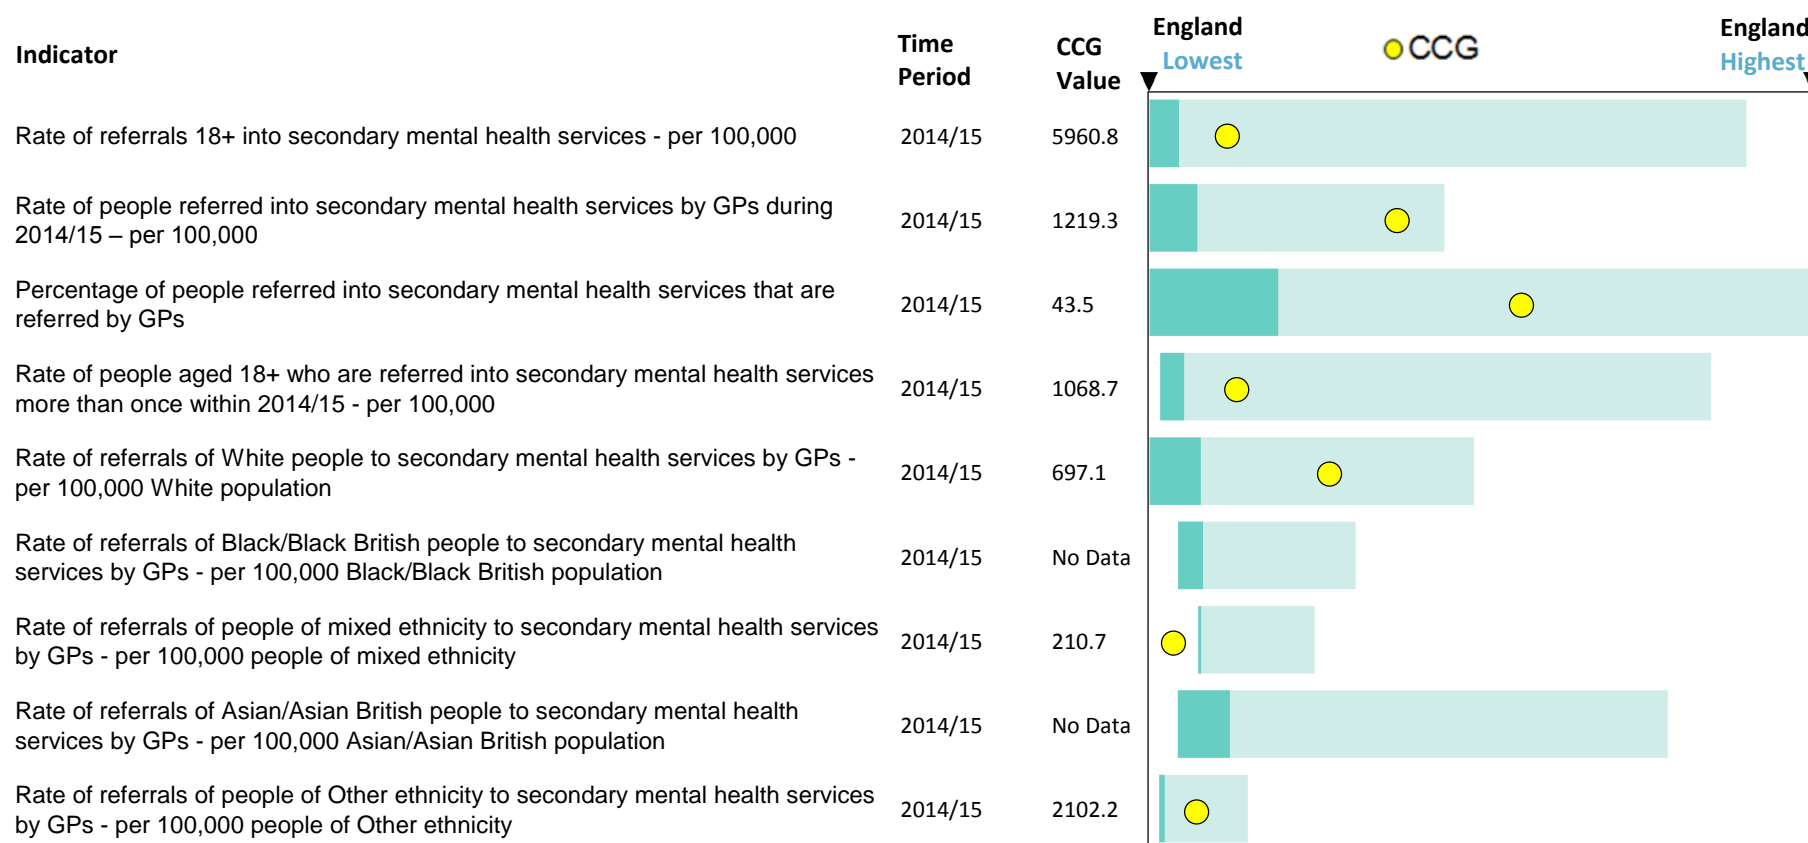 Indicator
Time Period
CCG Value
England Lowest
CCG
England Highest
Rate of referrals 18+ into secondary mental health services - per 100,000
2014/15
5960.8
Rate of people referred into secondary mental health services by GPs during
2014/15 – per 100,000
2014/15
1219.3
Percentage of people referred into secondary mental health services that are
referred by GPs
2014/15
43.5
Rate of people aged 18+ who are referred into secondary mental health services
more than once within 2014/15 - per 100,000
2014/15
1068.7
Rate of referrals of White people to secondary mental health services by GPs -
per 100,000 White population
2014/15
697.1
Rate of referrals of Black/Black British people to secondary mental health
services by GPs - per 100,000 Black/Black British population
2014/15
No Data
Rate of referrals of people of mixed ethnicity to secondary mental health services
by GPs - per 100,000 people of mixed ethnicity
2014/15
210.7
Rate of referrals of Asian/Asian British people to secondary mental health
services by GPs - per 100,000 Asian/Asian British population
2014/15
No Data
Rate of referrals of people of Other ethnicity to secondary mental health services
by GPs - per 100,000 people of Other ethnicity
2014/15
2102.2